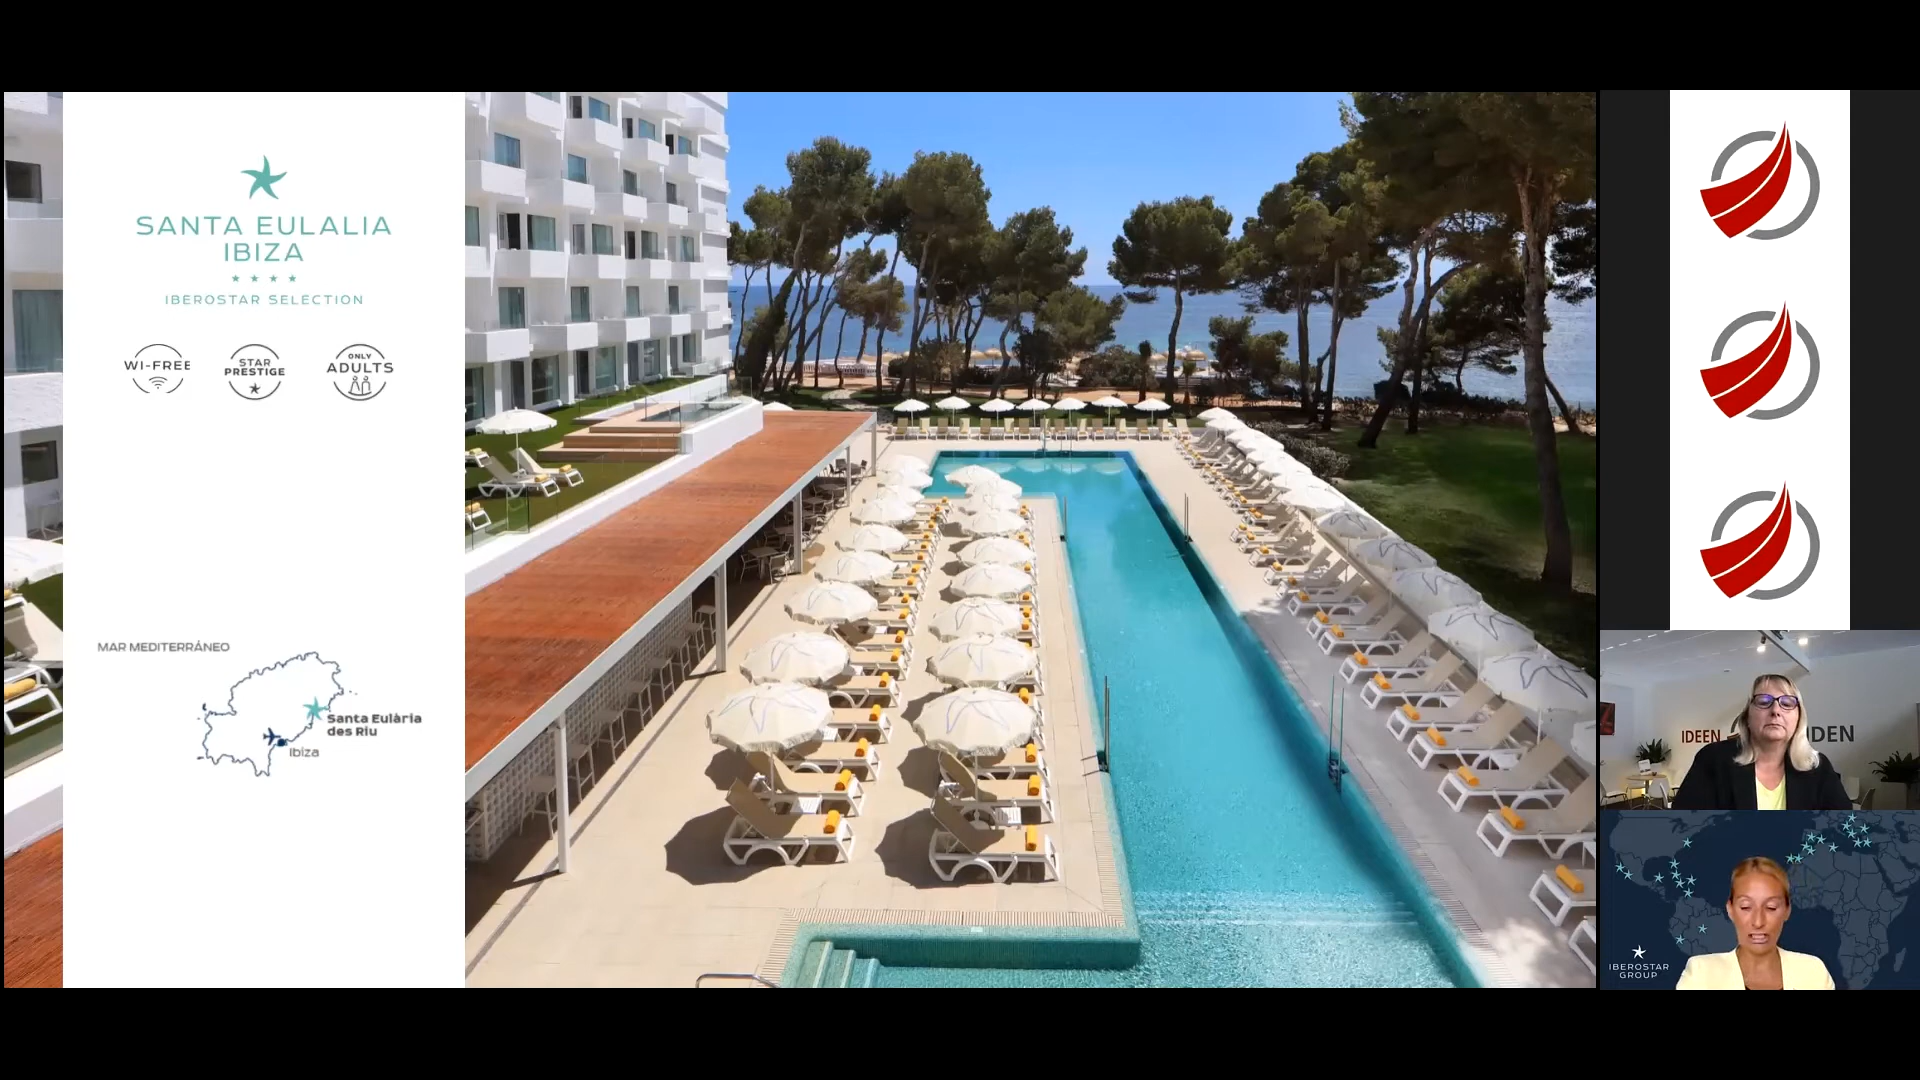 SANTA EULALIA
IBIZA
IBEROSTAR SELECTION
WI-FREE
STAR
PRESTIGE
ONLY
ADULTS
MAR MEDITERRÁNEO
Santa Eulària
des Riu
Ibiza
IDEEN
IBEROSTAR
GROUP